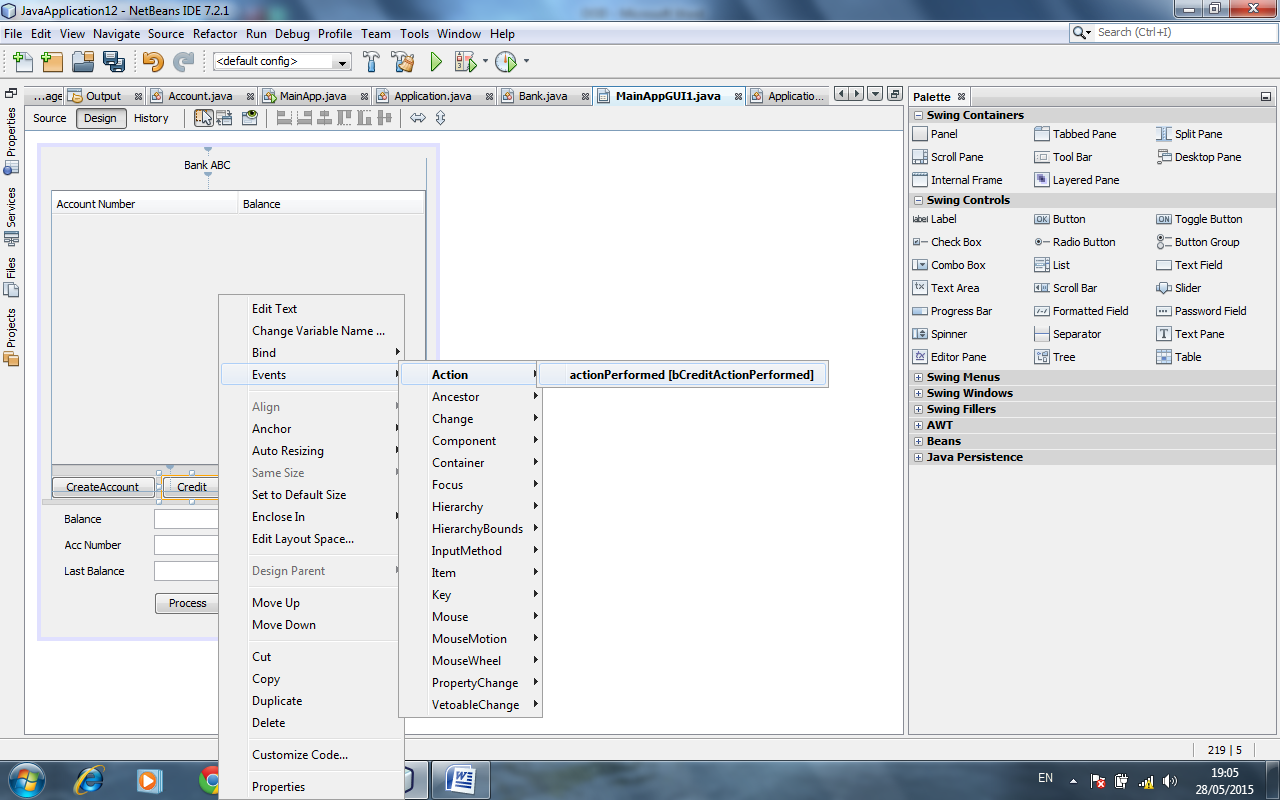 JavaApplication12 - NetBeans IDE 7.2.1
File Edit View Navigate Source Refactor Run Debug Profile Team Tools Window Help
Search (Ctrl+I)
<default config>
...age Output Account.java MainApp.java Application.java Bank.java MainAppGUI1.java Applicatio...
Source Design History
Properties
Services
Files
Projects
Bank ABC
Account Number Balance
CreateAccount Credit
Balance
Acc Number
Last Balance
Process
Edit Text
Change Variable Name ...
Bind
Events
Align
Anchor
Auto Resizing
Same Size
Set to Default Size
Enclose In
Edit Layout Space...
Design Parent
Move Up
Move Down
Cut
Copy
Duplicate
Delete
Customize Code...
Properties
Action
Ancestor
Change
Component
Container
Focus
Hierarchy
HierarchyBounds
InputMethod
Item
Key
Mouse
MouseMotion
MouseWheel
PropertyChange
VetoableChange
actionPerformed [bCreditActionPerformed]
Palette
Swing Containers
Panel Tabbed Pane Split Pane
Scroll Pane Tool Bar Desktop Pane
Internal Frame Layered Pane
Swing Controls
label Label OK Button ON Toggle Button
Check Box Radio Button Button Group
Combo Box List Text Field
Text Area Scroll Bar Slider
Progress Bar Formatted Field Password Field
Spinner Separator Text Pane
Editor Pane Tree Table
Swing Menus
Swing Windows
Swing Fillers
AWT
Beans
Java Persistence
219 | 5
EN
19:05
28/05/2015